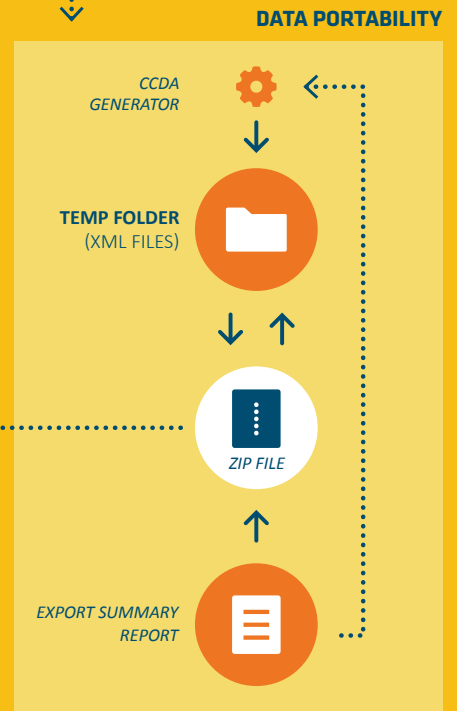 DATA PORTABILITY
CCDA
GENERATOR
TEMP FOLDER
(XML FILES)
ZIP FILE
EXPORT SUMMARY
REPORT